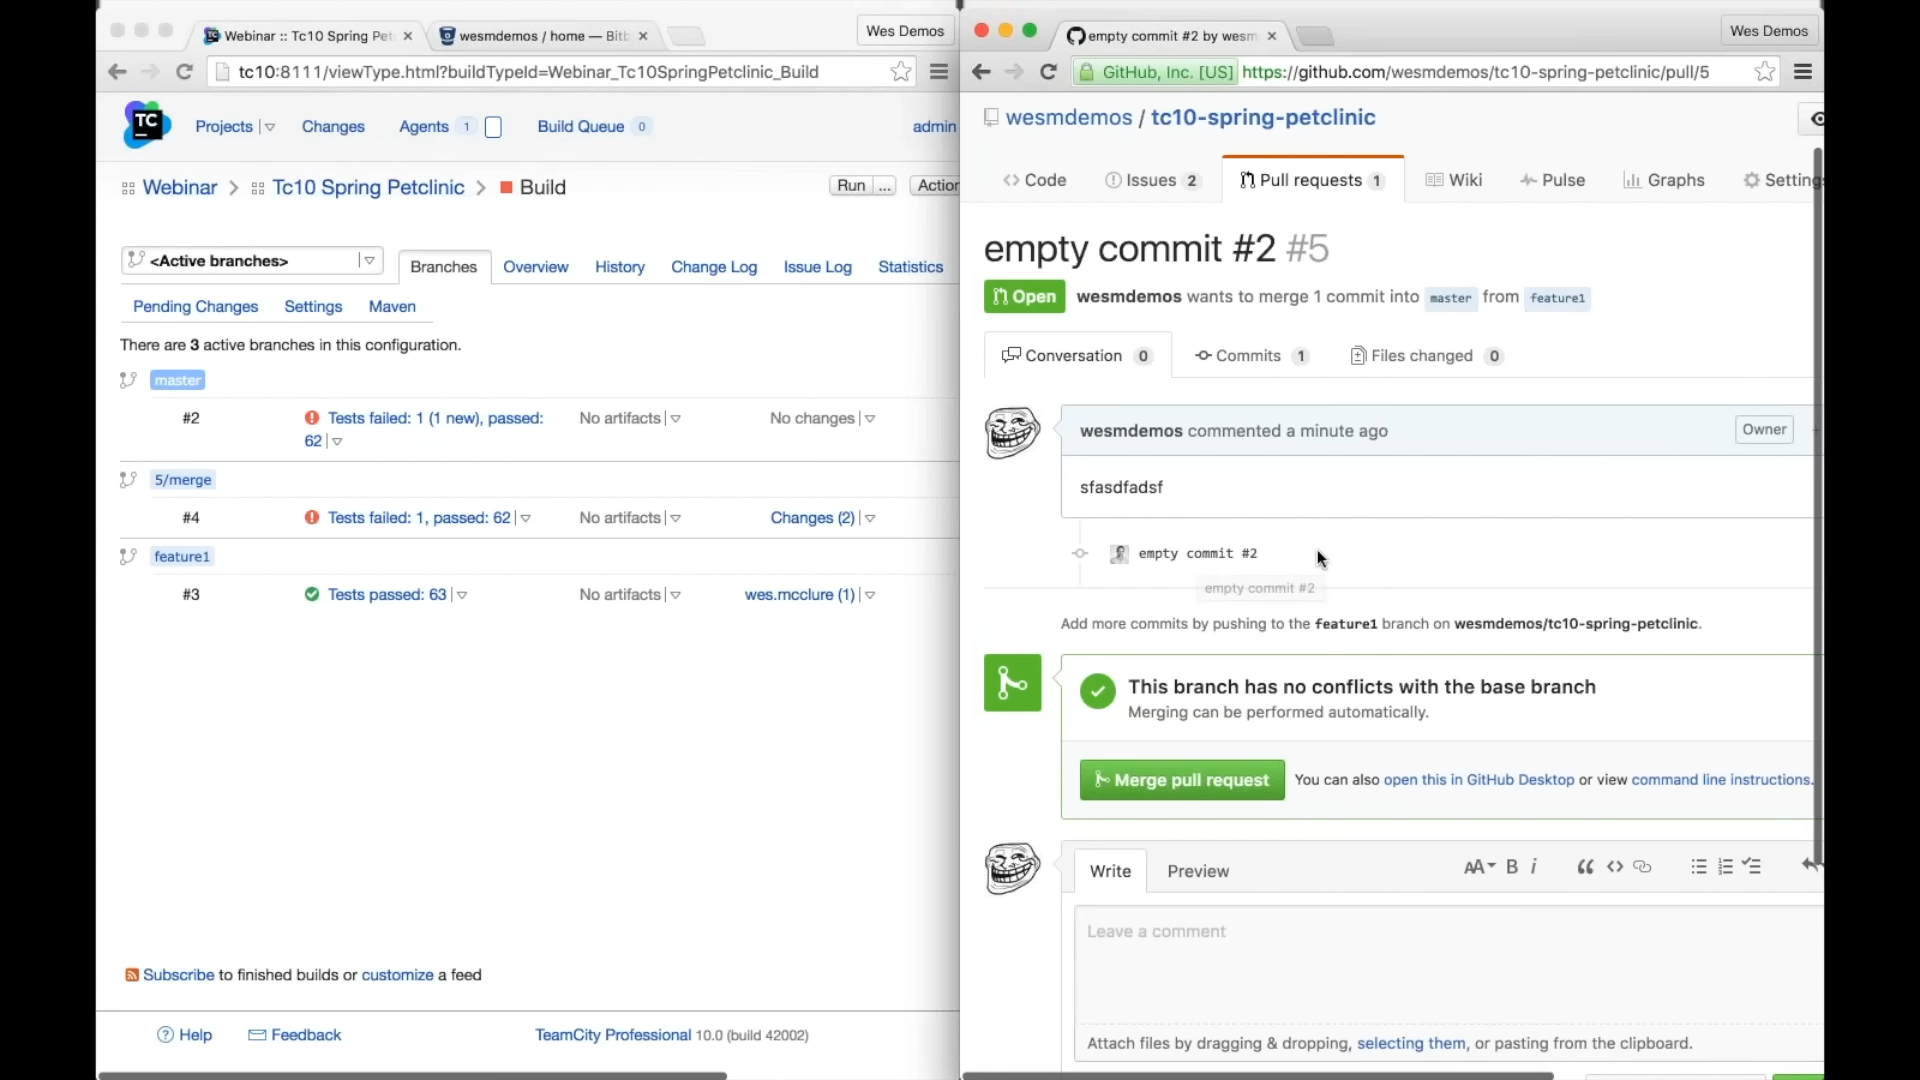 Webinar :: Tc10 Spring Pet
wesmdemos / home — Bitb
Wes Demos
tc10:8111/viewType.html?buildTypeId=Webinar_Tc10SpringPetclinic_Build
TC
Projects
Changes
Agents 1
Build Queue 0
admin
Webinar
Tc10 Spring Petclinic
Build
Run ...
Action
<Active branches>
Branches
Overview
History
Change Log
Issue Log
Statistics
Pending Changes
Settings
Maven
There are 3 active branches in this configuration.
master
#2
Tests failed: 1 (1 new), passed:
62
No artifacts
No changes
5/merge
#4
Tests failed: 1, passed: 62
No artifacts
Changes (2)
feature1
#3
Tests passed: 63
No artifacts
wes.mcclure (1)
Subscribe to finished builds or customize a feed
Help
Feedback
TeamCity Professional 10.0 (build 42002)
empty commit #2 by wesm
Wes Demos
GitHub, Inc. [US] https://github.com/wesmdemos/tc10-spring-petclinic/pull/5
wesmdemos / tc10-spring-petclinic
Code
Issues 2
Pull requests 1
Wiki
Pulse
Graphs
Settings
empty commit #2 #5
Open
wesmdemos wants to merge 1 commit into master from feature1
Conversation 0
Commits 1
Files changed 0
wesmdemos commented a minute ago
Owner
sfasdfadsf
empty commit #2
empty commit #2
Add more commits by pushing to the feature1 branch on wesmdemos/tc10-spring-petclinic.
This branch has no conflicts with the base branch
Merging can be performed automatically.
Merge pull request
You can also open this in GitHub Desktop or view command line instructions.
Write
Preview
AA B i
Leave a comment
Attach files by dragging & dropping, selecting them, or pasting from the clipboard.